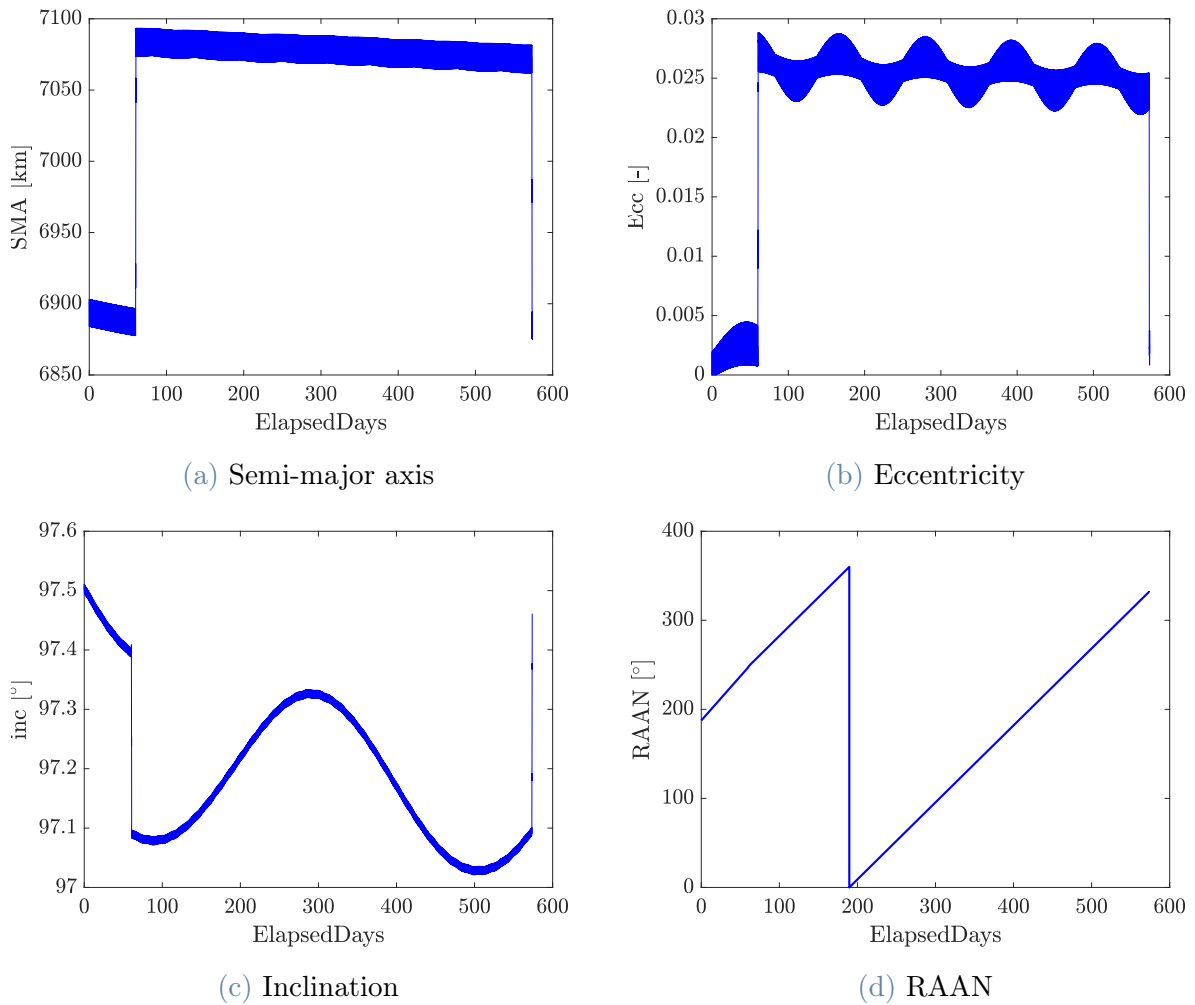 7100
7050
7000
6950
6900
6850
SMA [km]
0 100 200 300 400 500 600
ElapsedDays
(a) Semi-major axis
0.03
0.025
0.02
0.015
0.01
0.005
0
Ecc [-]
0 100 200 300 400 500 600
ElapsedDays
(b) Eccentricity
97.6
97.5
97.4
97.3
97.2
97.1
97
inc [°]
0 100 200 300 400 500 600
ElapsedDays
(c) Inclination
400
300
200
100
0
RAAN [°]
0 100 200 300 400 500 600
ElapsedDays
(d) RAAN